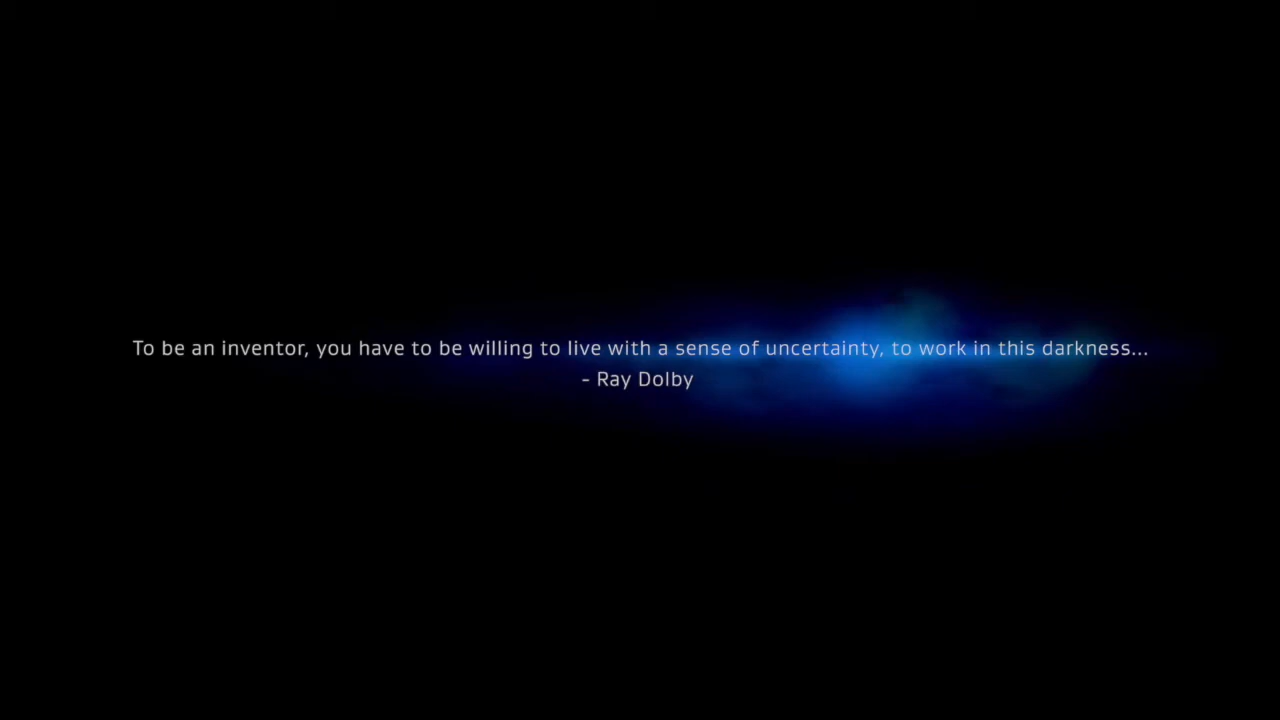 To be an inventor, you have to be willing to live with a sense of uncertainty, to work in this darkness...
- Ray Dolby